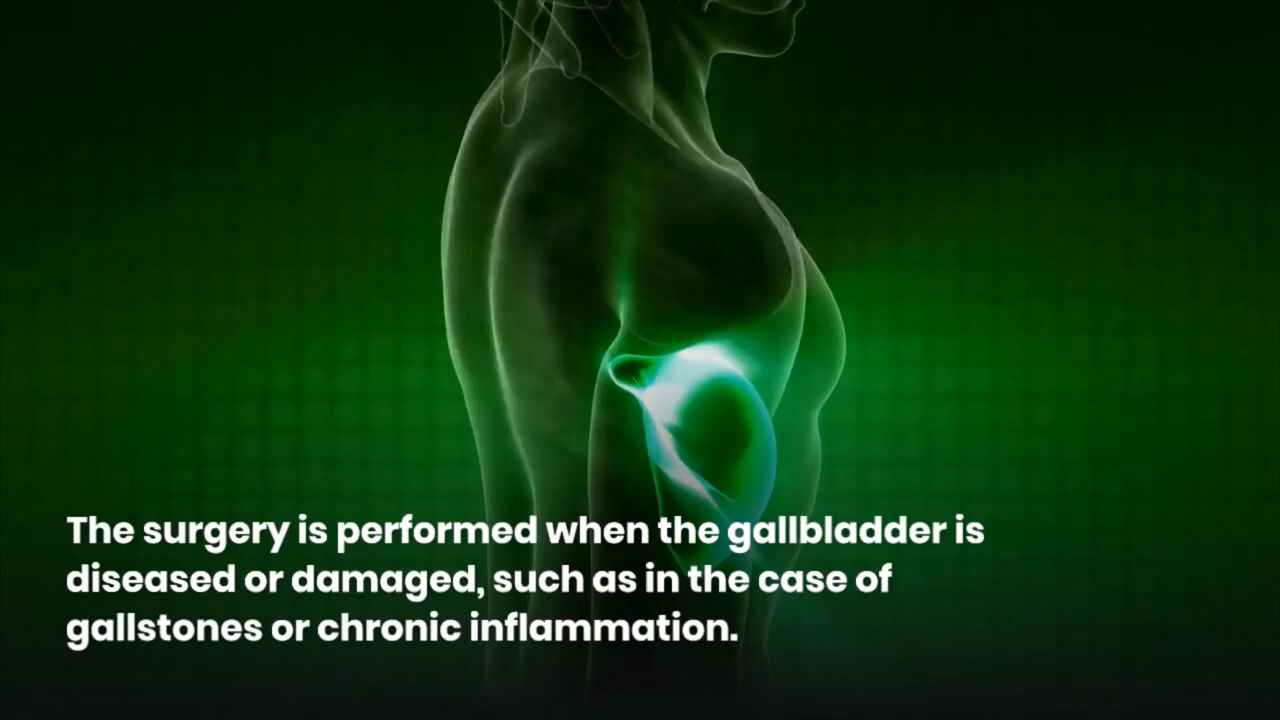 The surgery is performed when the gallbladder is
diseased or damaged, such as in the case of
gallstones or chronic inflammation.